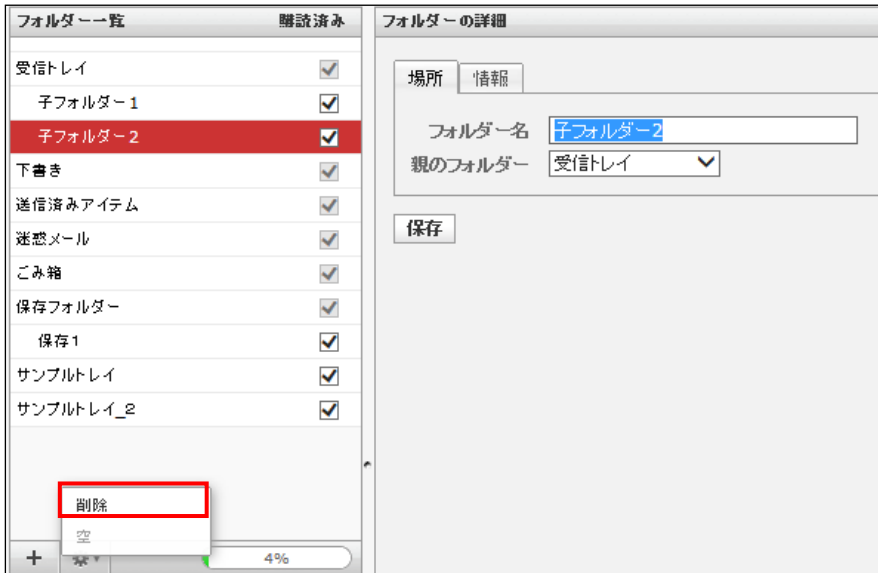 フォルダー一覧 購読済み
受信トレイ
子フォルダー1
子フォルダー2
下書き
送信済みアイテム
迷惑メール
ごみ箱
保存フォルダー
保存1
サンプルトレイ
サンプルトレイ_2
削除
空
4%
フォルダーの詳細
場所 情報
フォルダー名 子フォルダー2
親のフォルダー 受信トレイ
保存